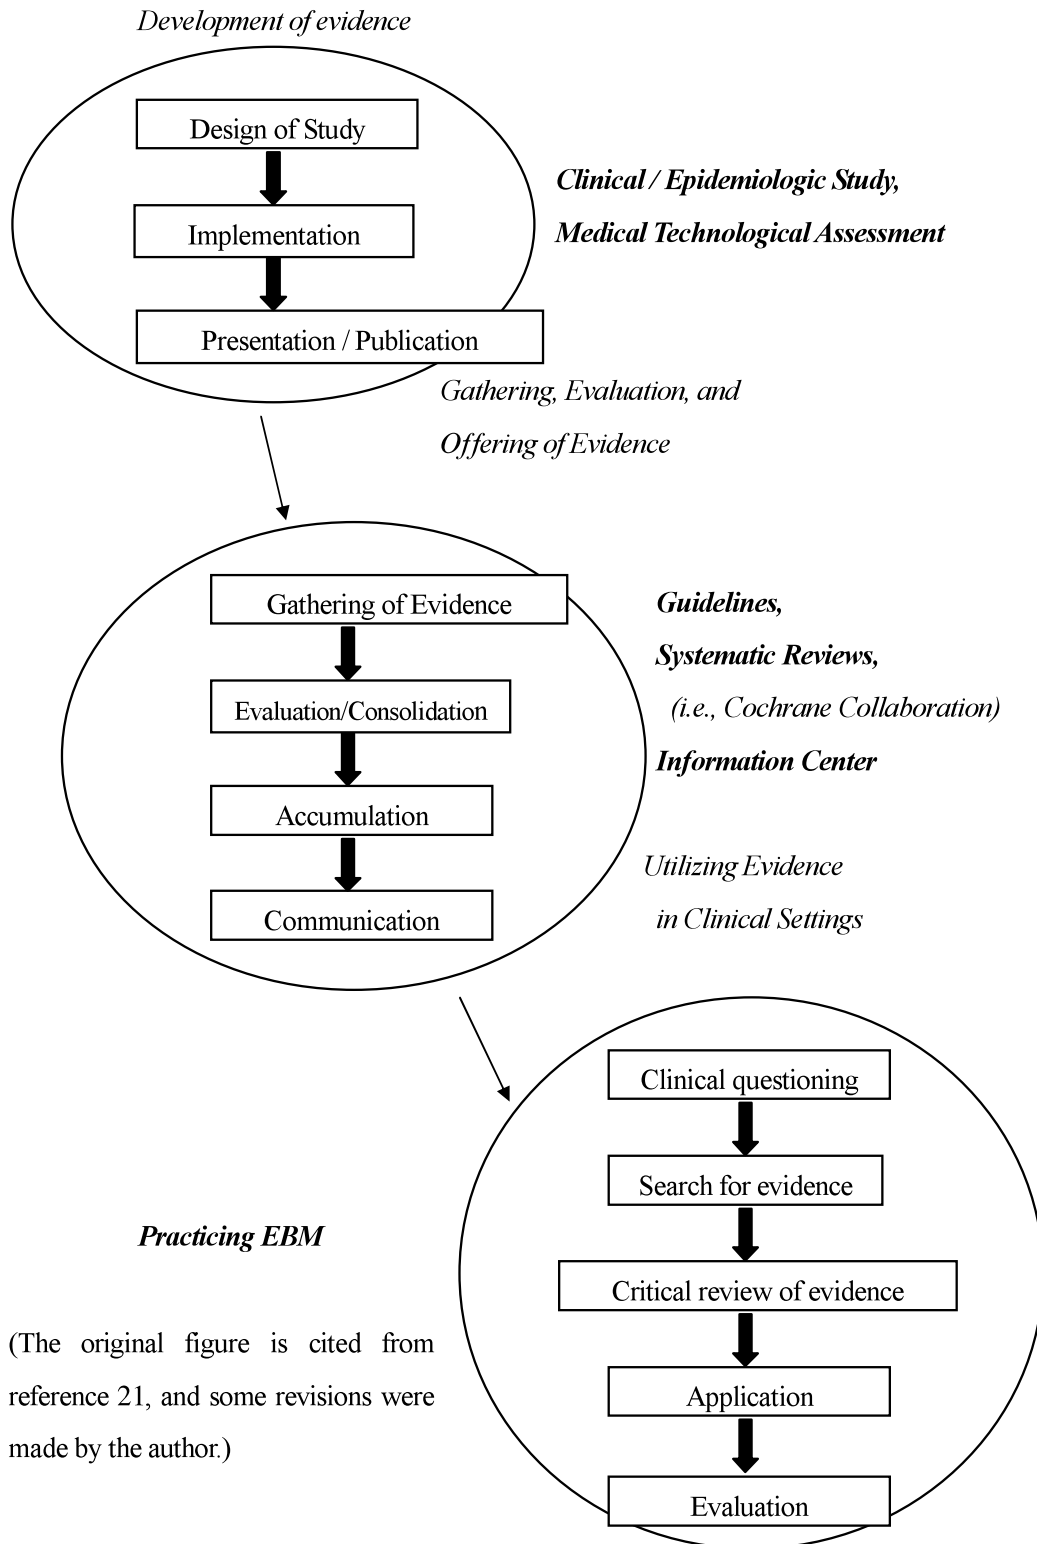 Development of evidence
Design of Study
Implementation
Presentation / Publication
Clinical / Epidemiologic Study,
Medical Technological Assessment
Gathering, Evaluation, and
Offering of Evidence
Gathering of Evidence
Evaluation/Consolidation
Accumulation
Communication
Guidelines,
Systematic Reviews,
(i.e., Cochrane Collaboration)
Information Center
Utilizing Evidence
in Clinical Settings
Clinical questioning
Search for evidence
Critical review of evidence
Application
Evaluation
Practicing EBM
(The original figure is cited from
reference 21, and some revisions were
made by the author.)